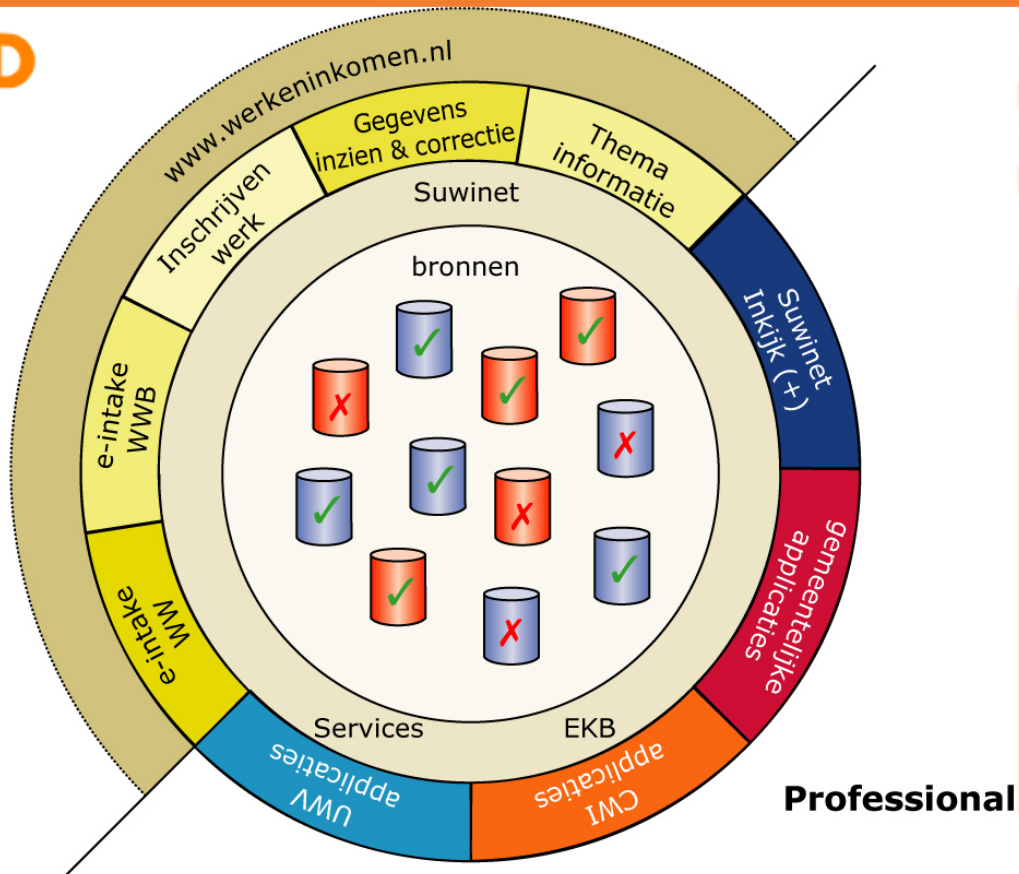 D
www.werkeninkomen.nl
Gegevens
inzien & correctie
Thema
informatie
Inschrijven
werk
Suwinet
bronnen
Suwinet
Inkijk (+)
e-intake
WWB
gemeentelijke
applicaties
e-intake
WW
Services
EKB
UWV
applicaties
CWI
applicaties
Professional